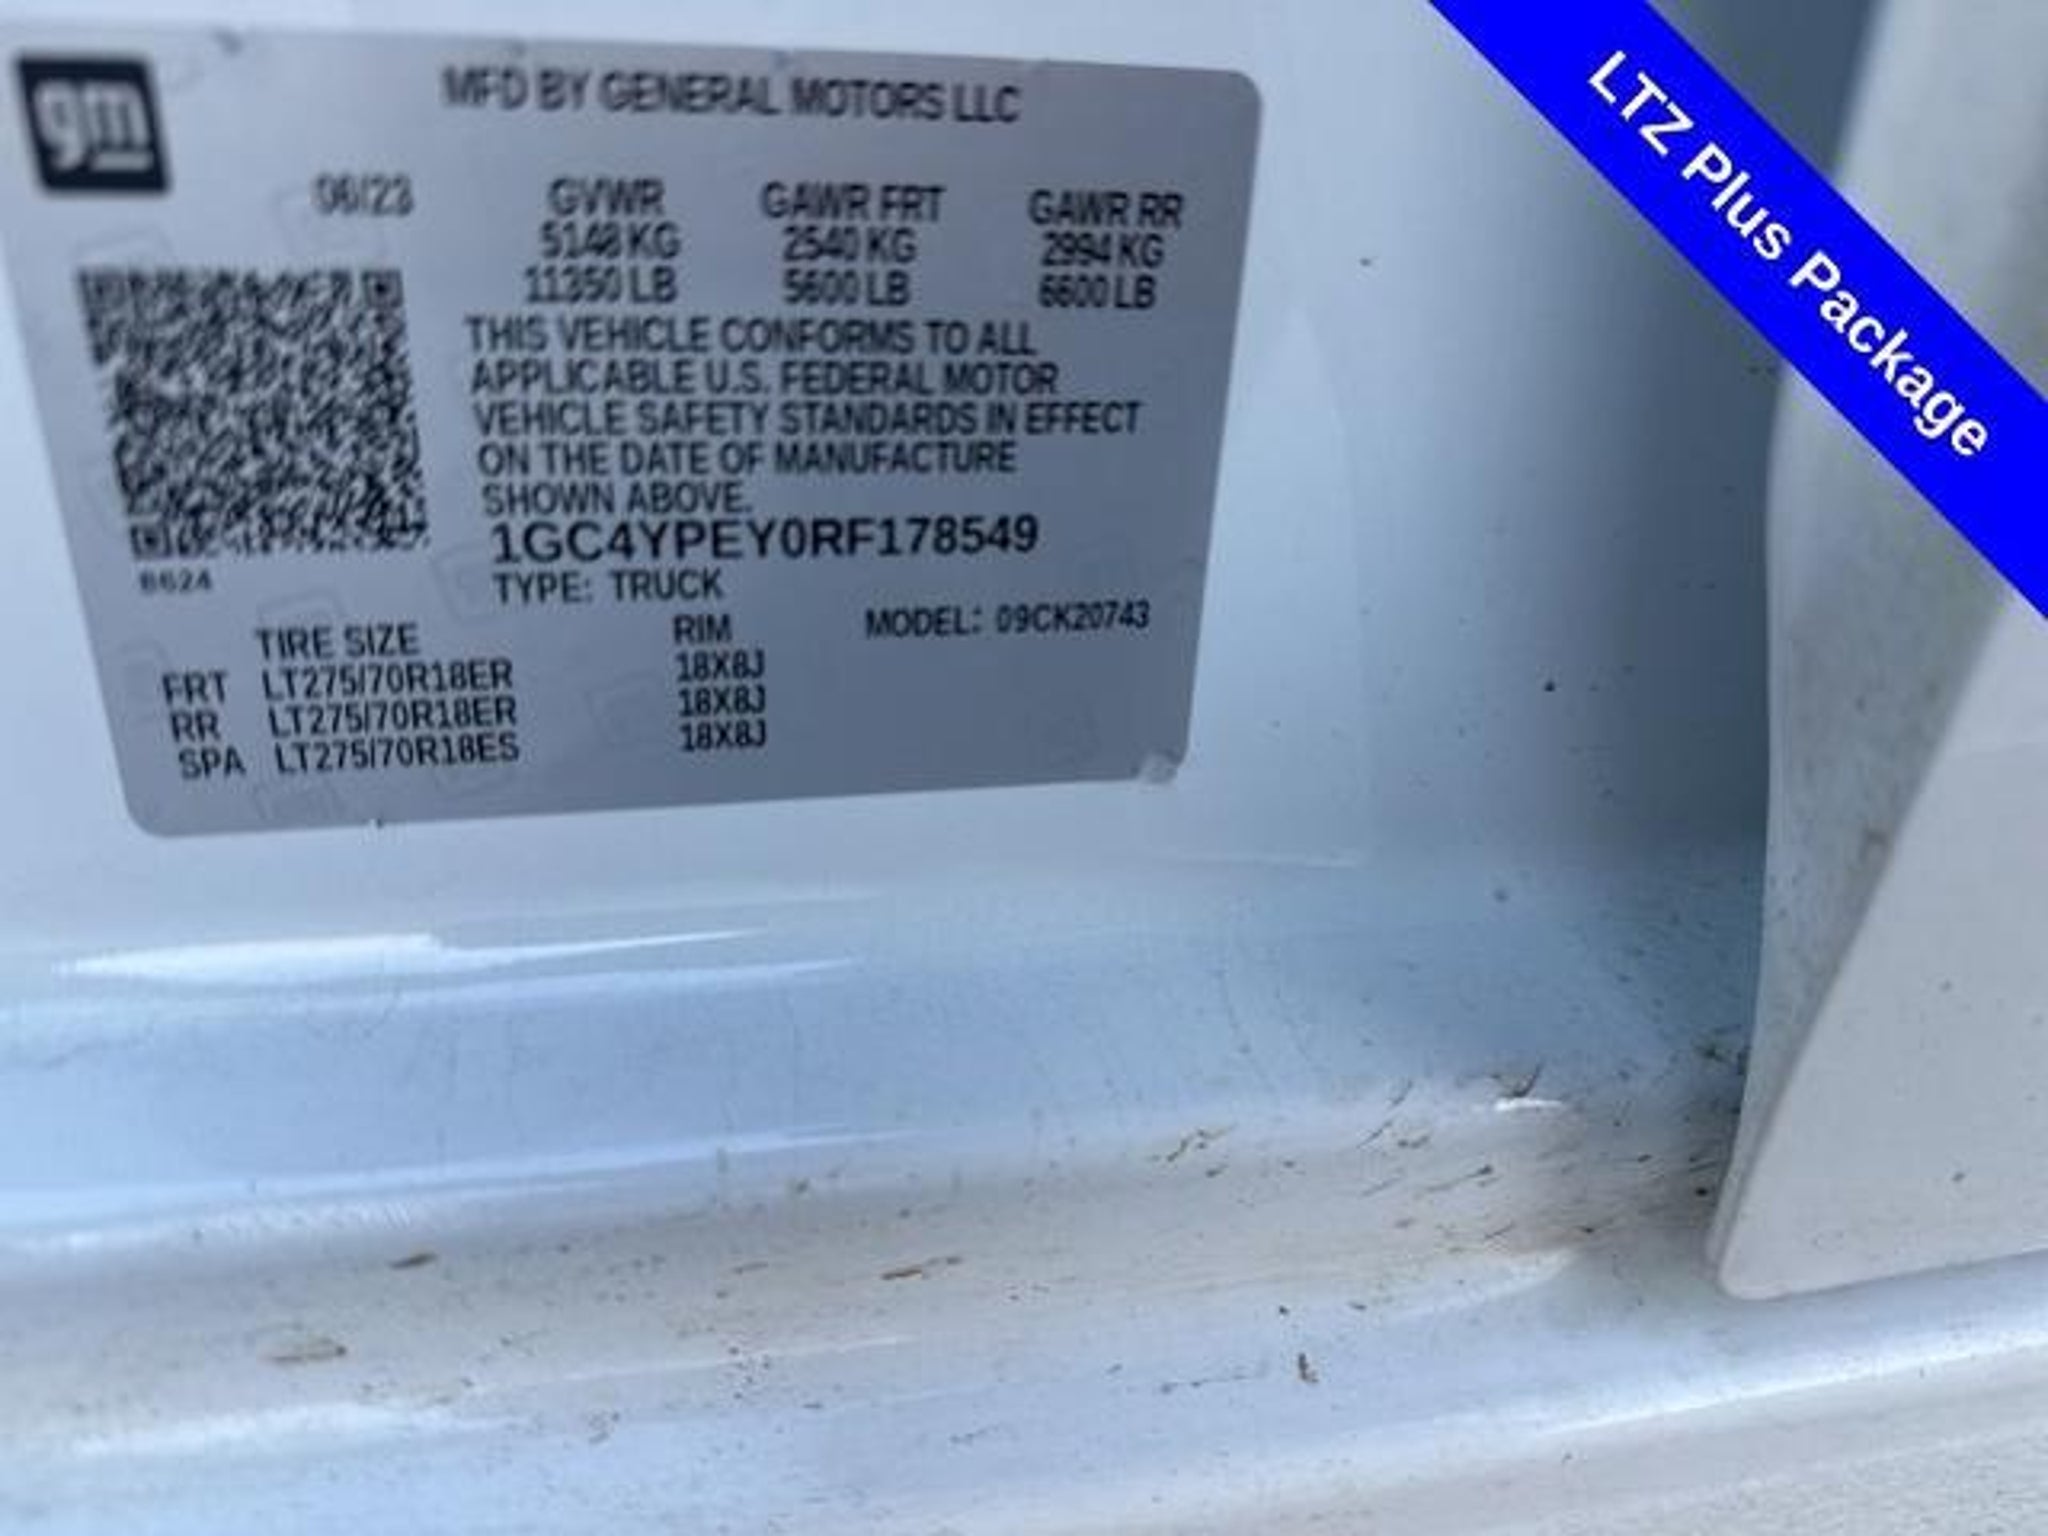 gm
MFD BY GENERAL MOTORS LLC
06/23 GVWR GAWR FRT GAWR RR
5148 KG 2540 KG 2994 KG
11350 LB 5600 LB 6600 LB
THIS VEHICLE CONFORMS TO ALL
APPLICABLE U.S. FEDERAL MOTOR
VEHICLE SAFETY STANDARDS IN EFFECT
ON THE DATE OF MANUFACTURE
SHOWN ABOVE.
1GC4YPEY0RF178549
TYPE: TRUCK
6624
TIRE SIZE RIM MODEL: 09CK20743
FRT LT275/70R18ER 18X8J
RR LT275/70R18ER 18X8J
SPA LT275/70R18ES 18X8J
LTZ Plus Package